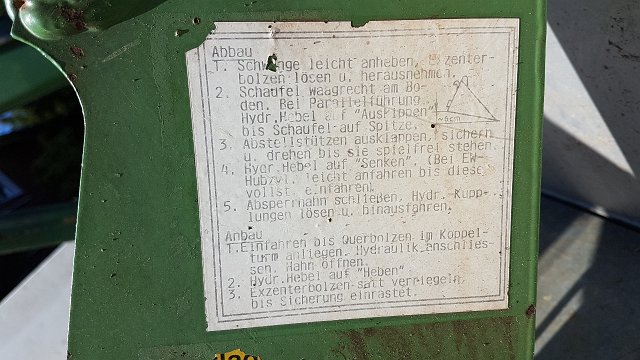 Abbau
1. Schwinge leicht anheben, Exzenter-
bolzen lösen u. herausnehmen.
2. Schaufel waagrecht am Bo-
den. Bei Parallelführung
Hydr.Hebel auf "Ausklippen"
bis Schaufel auf Spitze.
3. Abstellstützen ausklappen, sichern
u. drehen bis sie spielfrei stehen.
4. Hydr.Hebel auf "Senken". (Bei EW-
Hubzyl. leicht anfahren bis diese
vollst. einfahren)
5. Absperrhahn schließen, Hydr. Kupp-
lungen lösen u. hinausfahren.
Anbau
1.Einfahren bis Querbolzen im Koppel-
turm anliegen. Hydraulik anschlies-
sen, Hahn öffnen.
2. Hydr.Hebel auf "Heben"
3. Exzenterbolzen satt verriegeln,
bis Sicherung einrastet.